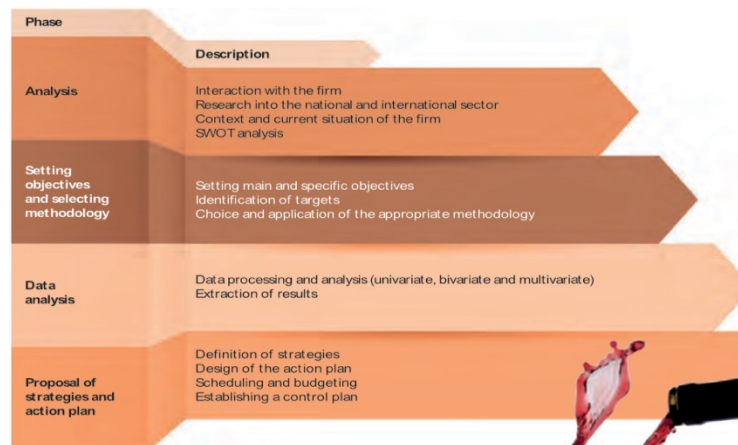 Phase
Description
Analysis
Interaction with the firm
Research into the national and international sector
Context and current situation of the firm
SWOT analysis
Setting
objectives
and selecting
methodology
Setting main and specific objectives
Identification of targets
Choice and application of the appropriate methodology
Data
analysis
Data processing and analysis (univariate, bivariate and multivariate)
Extraction of results
Proposal of
strategies and
action plan
Definition of strategies
Design of the action plan
Scheduling and budgeting
Establishing a control plan